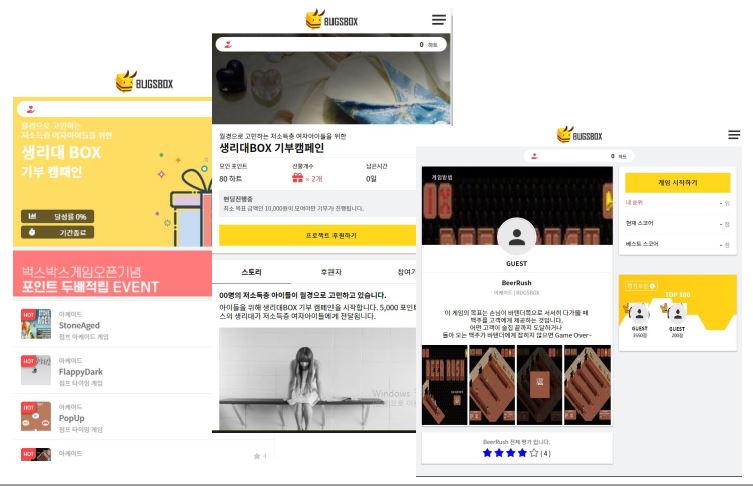 BUGSBOX
월경으로 고민하는
저소득층 여자아이들을 위한
생리대 BOX
기부 캠페인
달성률 0%
기간종료
벅스박스게임오픈기념
포인트 두배적립 EVENT
HOT
아케이드
StoneAged
점프 아케이드 게임
HOT
아케이드
FlappyDark
점프 타이밍 게임
HOT
아케이드
PopUp
점프 타이밍 게임
HOT
아케이드
4
BUGSBOX
0 하트
월경으로 고민하는 저소득층 여자아이들을 위한
생리대BOX 기부캠페인
모인 포인트
선물개수
남은시간
80 하트
× 2개
0일
펀딩진행중
최소 목표 금액인 10,000원이 모여야만 기부가 진행됩니다.
프로젝트 후원하기
스토리
후원자
참여기
00명의 저소득층 아이들이 월경으로 고민하고 있습니다.
아이들을 위해 생리대BOX 기부 캠페인을 시작합니다. 5,000 포인트
스의 생리대가 저소득층 여자아이들에게 전달됩니다.
Windows
BUGSBOX
0 하트
게임방법
GUEST
BeerRush
아케이드 | BUGSBOX
이 게임의 목표는 손님이 바텐더쪽으로 서서히 다가올 때
맥주를 고객에게 제공하는 것입니다.
어떤 고객이 술집 끝까지 도달하거나
돌아 오는 맥주가 바텐더에게 잡히지 않으면 Game Over~
BeerRush 전체 평가 입니다.
(4)
게임 시작하기
내 순위
- 위
현재 스코어
- 점
베스트 스코어
- 점
TOP 100
GUEST
3550점
GUEST
200점